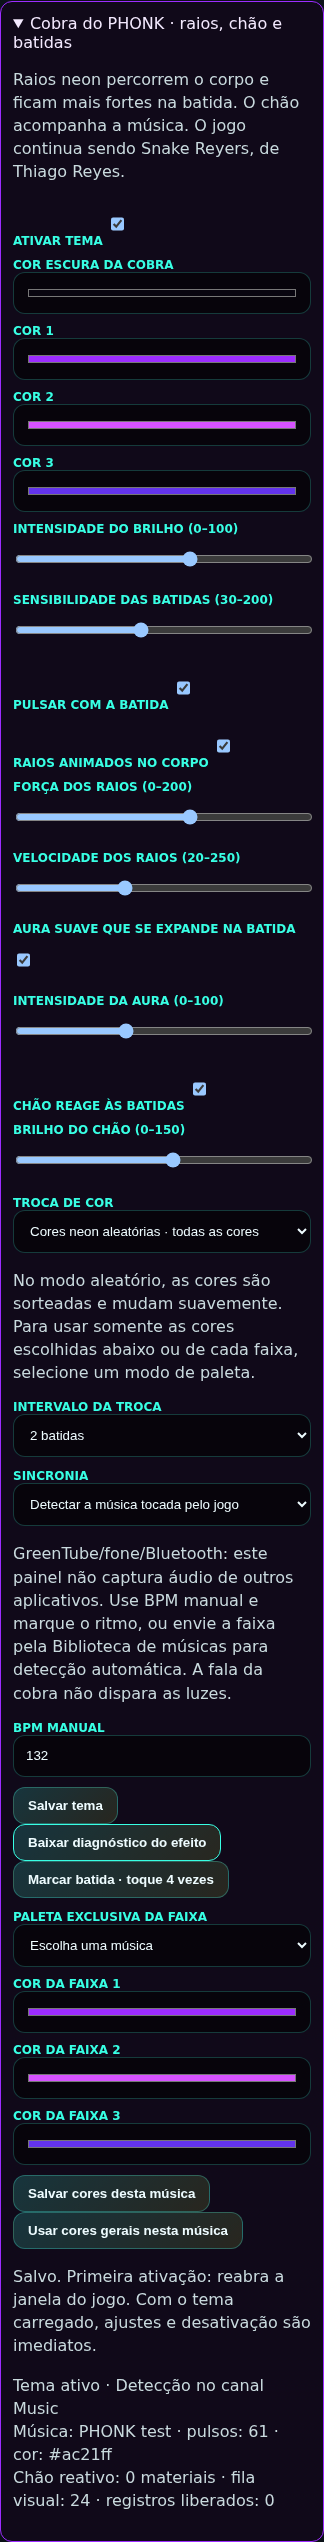 ▼ Cobra do PHONK · raios, chão e
batidas
Raios neon percorrem o corpo e
ficam mais fortes na batida. O chão
acompanha a música. O jogo
continua sendo Snake Reyers, de
Thiago Reyes.
ATIVAR TEMA
COR ESCURA DA COBRA
COR 1
COR 2
COR 3
INTENSIDADE DO BRILHO (0–100)
SENSIBILIDADE DAS BATIDAS (30–200)
PULSAR COM A BATIDA
RAIOS ANIMADOS NO CORPO
FORÇA DOS RAIOS (0–200)
VELOCIDADE DOS RAIOS (20–250)
AURA SUAVE QUE SE EXPANDE NA BATIDA
INTENSIDADE DA AURA (0–100)
CHÃO REAGE ÀS BATIDAS
BRILHO DO CHÃO (0–150)
TROCA DE COR
Cores neon aleatórias · todas as cores
No modo aleatório, as cores são
sorteadas e mudam suavemente.
Para usar somente as cores
escolhidas abaixo ou de cada faixa,
selecione um modo de paleta.
INTERVALO DA TROCA
2 batidas
SINCRONIA
Detectar a música tocada pelo jogo
GreenTube/fone/Bluetooth: este
painel não captura áudio de outros
aplicativos. Use BPM manual e
marque o ritmo, ou envie a faixa
pela Biblioteca de músicas para
detecção automática. A fala da
cobra não dispara as luzes.
BPM MANUAL
132
Salvar tema
Baixar diagnóstico do efeito
Marcar batida · toque 4 vezes
PALETA EXCLUSIVA DA FAIXA
Escolha uma música
COR DA FAIXA 1
COR DA FAIXA 2
COR DA FAIXA 3
Salvar cores desta música
Usar cores gerais nesta música
Salvo. Primeira ativação: reabra a
janela do jogo. Com o tema
carregado, ajustes e desativação são
imediatos.
Tema ativo · Detecção no canal
Music
Música: PHONK test · pulsos: 61 ·
cor: #ac21ff
Chão reativo: 0 materiais · fila
visual: 24 · registros liberados: 0